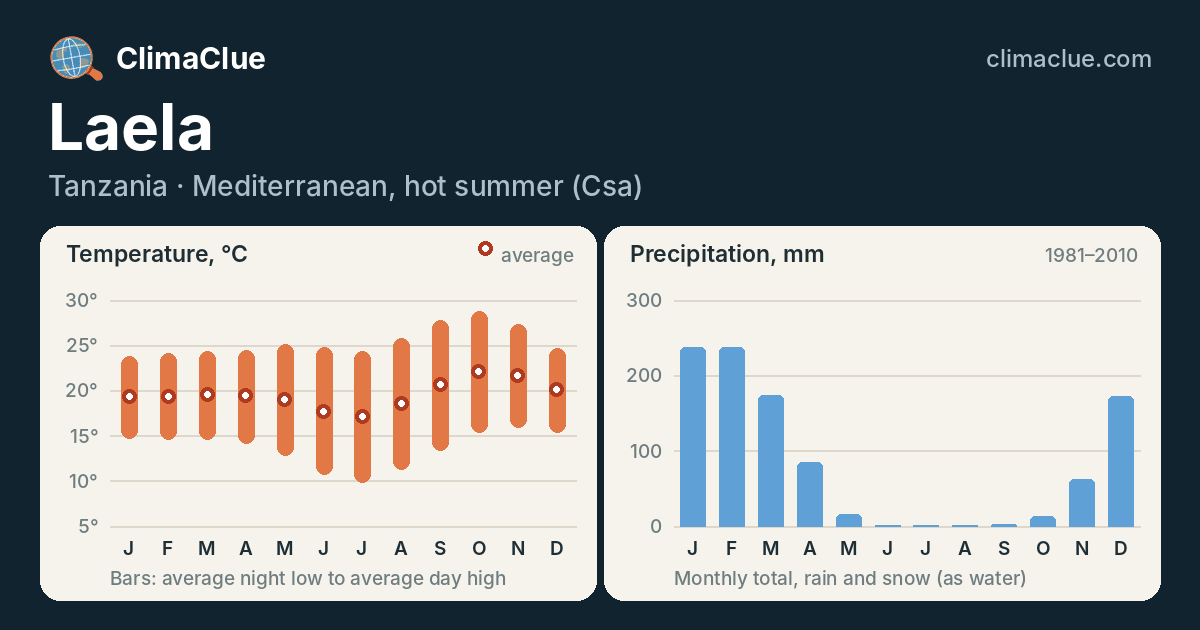 ClimaClue
climaclue.com
Laela
Tanzania · Mediterranean, hot summer (Csa)
Temperature, °C
average
30°
25°
20°
15°
10°
5°
J F M A M J J A S O N D
Bars: average night low to average day high
Precipitation, mm
1981–2010
300
200
100
0
J F M A M J J A S O N D
Monthly total, rain and snow (as water)